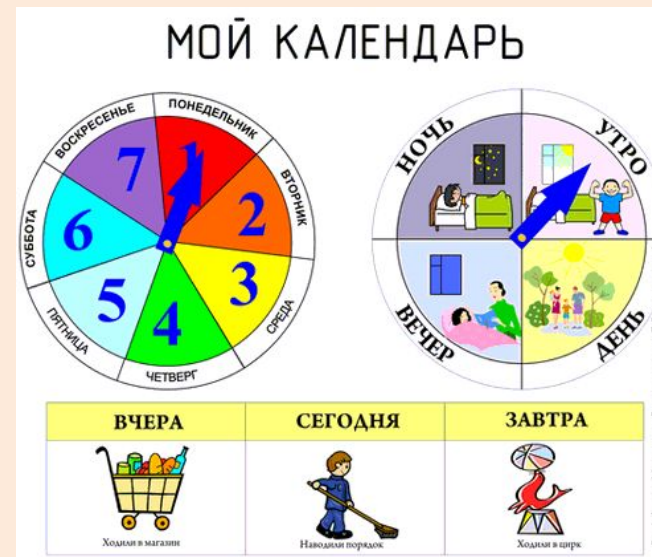 МОЙ КАЛЕНДАРЬ
ПОНЕДЕЛЬНИК
ВТОРНИК
СРЕДА
ЧЕТВЕРГ
ПЯТНИЦА
СУББОТА
ВОСКРЕСЕНЬЕ
1
2
3
4
5
6
7
НОЧЬ
УТРО
ДЕНЬ
ВЕЧЕР
ВЧЕРА СЕГОДНЯ ЗАВТРА
Ходили в магазин Наводили порядок Ходили в цирк